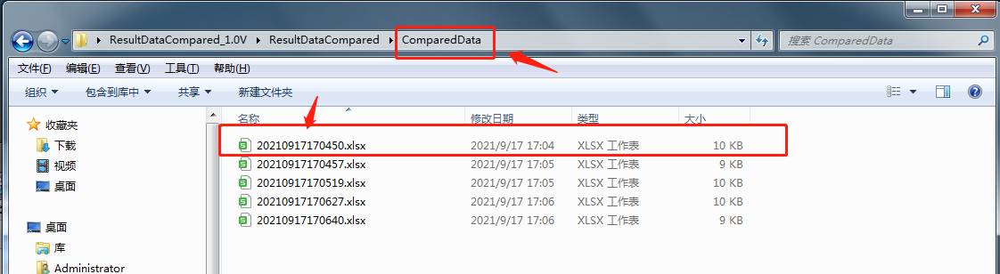 ResultDataCompared_1.0V ResultDataCompared ComparedData 搜索 ComparedData
文件(F) 编辑(E) 查看(V) 工具(T) 帮助(H)
组织 包含到库中 共享 新建文件夹
收藏夹
下载
视频
桌面
桌面
库
Administrator
名称 修改日期 类型 大小
20210917170450.xlsx 2021/9/17 17:04 XLSX 工作表 10 KB
20210917170457.xlsx 2021/9/17 17:05 XLSX 工作表 9 KB
20210917170519.xlsx 2021/9/17 17:05 XLSX 工作表 10 KB
20210917170627.xlsx 2021/9/17 17:06 XLSX 工作表 10 KB
20210917170640.xlsx 2021/9/17 17:06 XLSX 工作表 9 KB